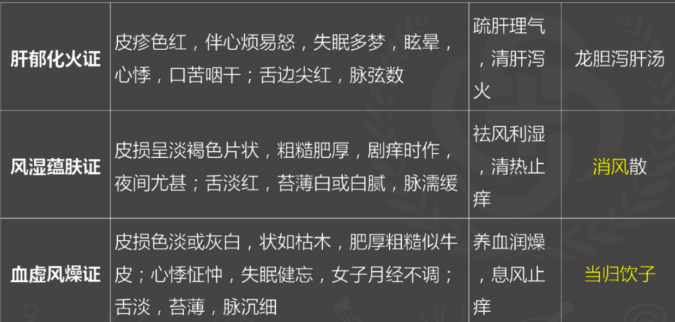 皮疹色红，伴心烦易怒，失眠多梦，眩晕，
心悸，口苦咽干；舌边尖红，脉弦数
肝郁化火证
疏肝理气
，清肝泻
火
龙胆泻肝汤
风湿蕴肤证
皮损呈淡褐色片状，粗糙肥厚，剧痒时作，
夜间尤甚；舌淡红，苔薄白或白腻，脉濡缓
祛风利湿
，清热止
痒
消风散
血虚风燥证
皮损色淡或灰白，状如枯木，肥厚粗糙似牛
皮；心悸怔忡，失眠健忘，女子月经不调；
舌淡，苔薄，脉沉细
养血润燥
，息风止
痒
当归饮子